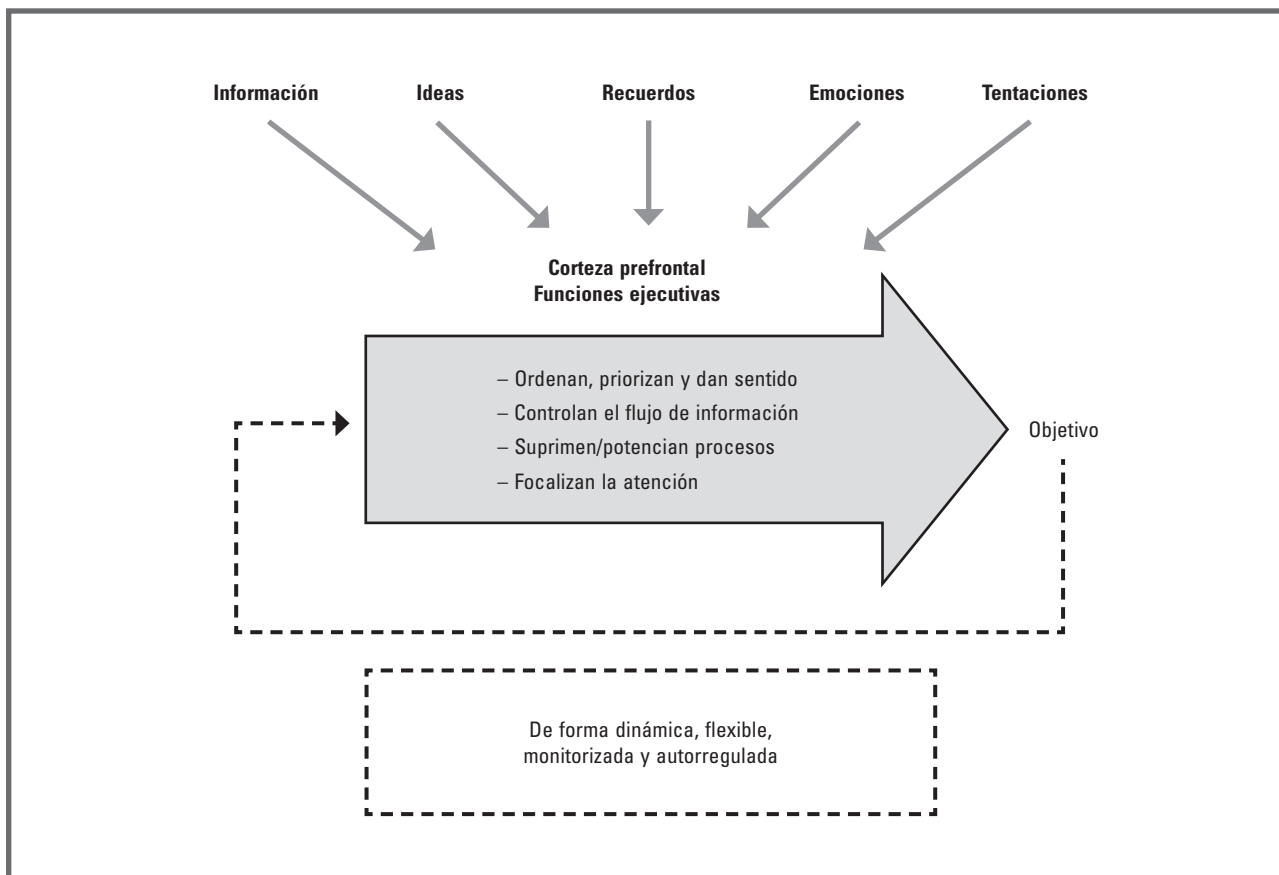 Información Ideas Recuerdos Emociones Tentaciones
Corteza prefrontal
Funciones ejecutivas
– Ordenan, priorizan y dan sentido
– Controlan el flujo de información
– Suprimen/potencian procesos
– Focalizan la atención
Objetivo
De forma dinámica, flexible,
monitorizada y autorregulada